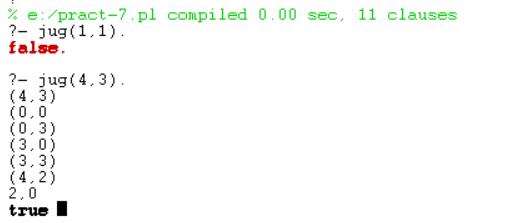 % e:/pract-7.pl compiled 0.00 sec, 11 clauses
?- jug(1,1).
false.
?- jug(4,3).
(4,3)
(0,0
(0,3)
(3,0)
(3,3)
(4,2)
2,0
true